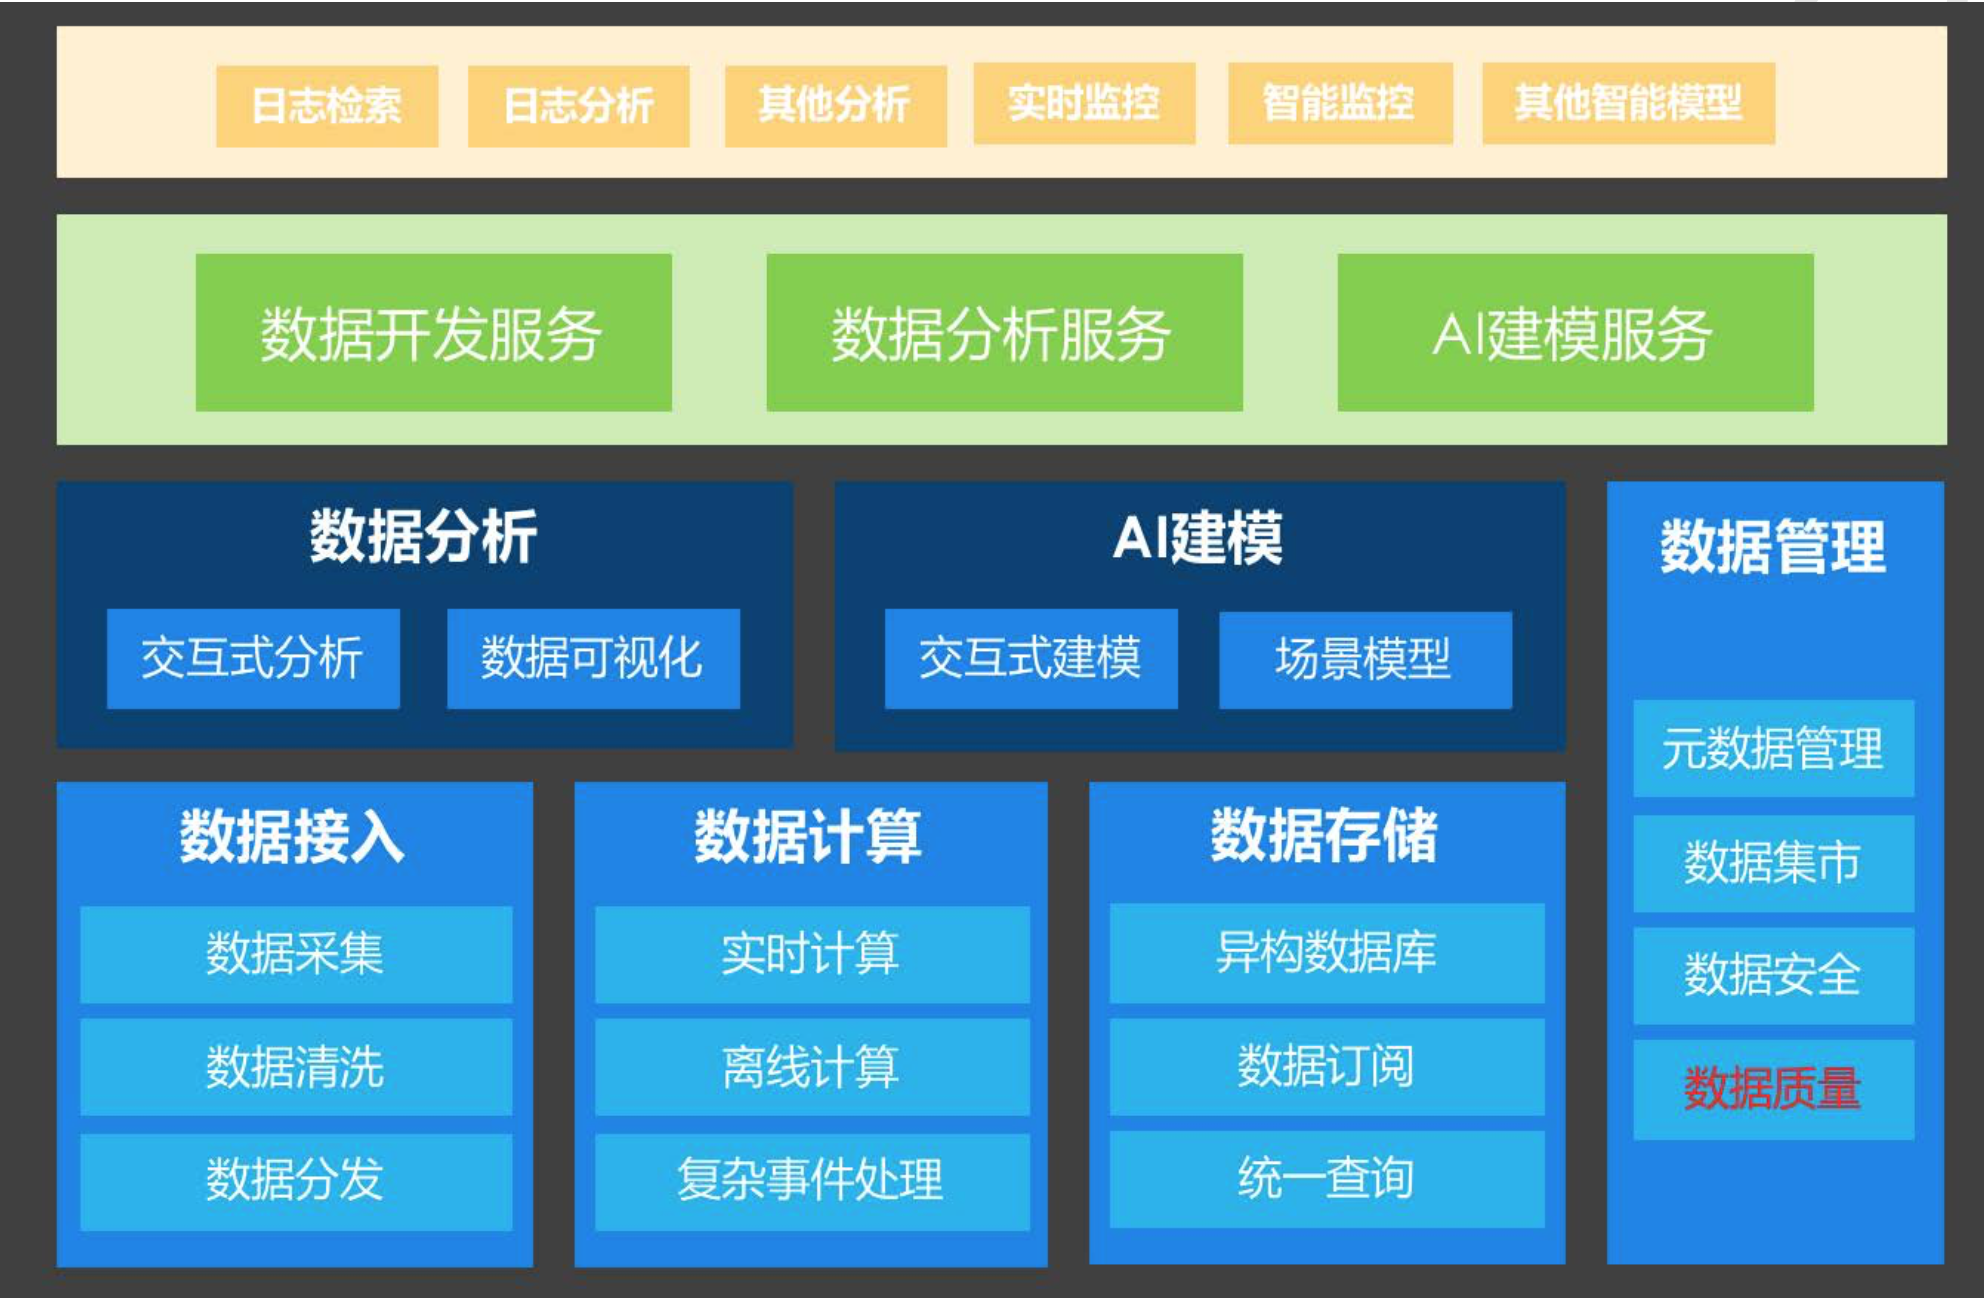 日志检索
日志分析
其他分析
实时监控
智能监控
其他智能模型
数据开发服务
数据分析服务
AI建模服务
数据分析
交互式分析
数据可视化
AI建模
交互式建模
场景模型
数据接入
数据采集
数据清洗
数据分发
数据计算
实时计算
离线计算
复杂事件处理
数据存储
异构数据库
数据订阅
统一查询
数据管理
元数据管理
数据集市
数据安全
数据质量